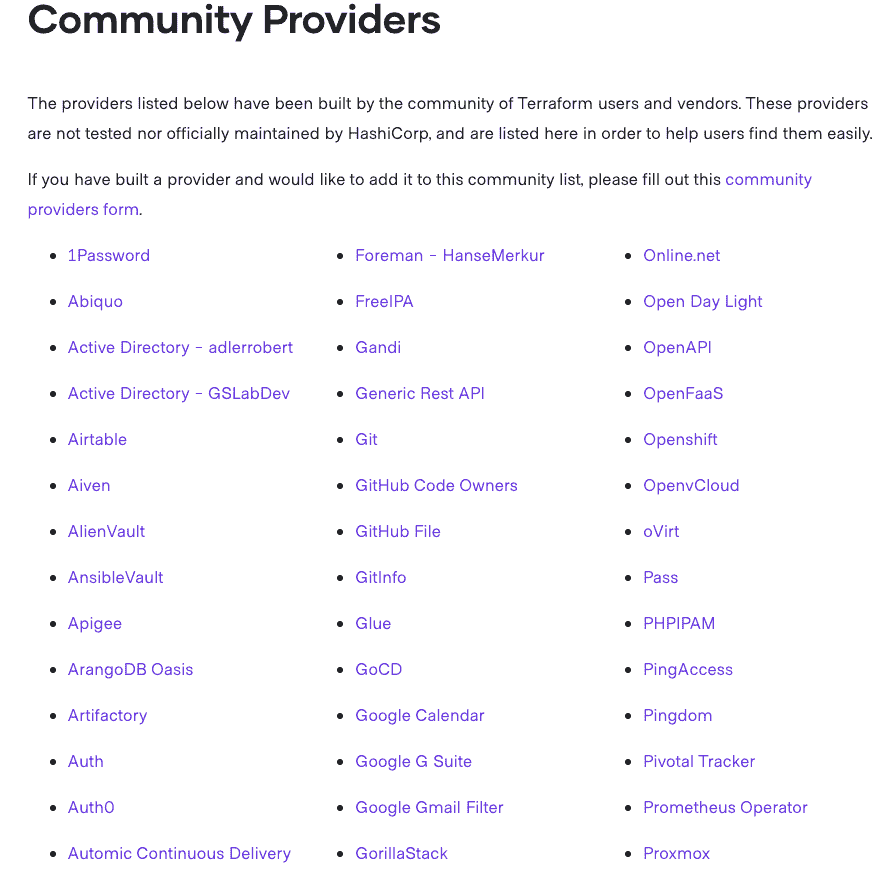 Community Providers
The providers listed below have been built by the community of Terraform users and vendors. These providers
are not tested nor officially maintained by HashiCorp, and are listed here in order to help users find them easily.
If you have built a provider and would like to add it to this community list, please fill out this community
providers form.
1Password
Abiquo
Active Directory - adlerrobert
Active Directory - GSLabDev
Airtable
Aiven
AlienVault
AnsibleVault
Apigee
ArangoDB Oasis
Artifactory
Auth
Auth0
Automic Continuous Delivery
Foreman - HanseMerkur
FreeIPA
Gandi
Generic Rest API
Git
GitHub Code Owners
GitHub File
GitInfo
Glue
GoCD
Google Calendar
Google G Suite
Google Gmail Filter
GorillaStack
Online.net
Open Day Light
OpenAPI
OpenFaaS
Openshift
OpenvCloud
oVirt
Pass
PHPIPAM
PingAccess
Pingdom
Pivotal Tracker
Prometheus Operator
Proxmox